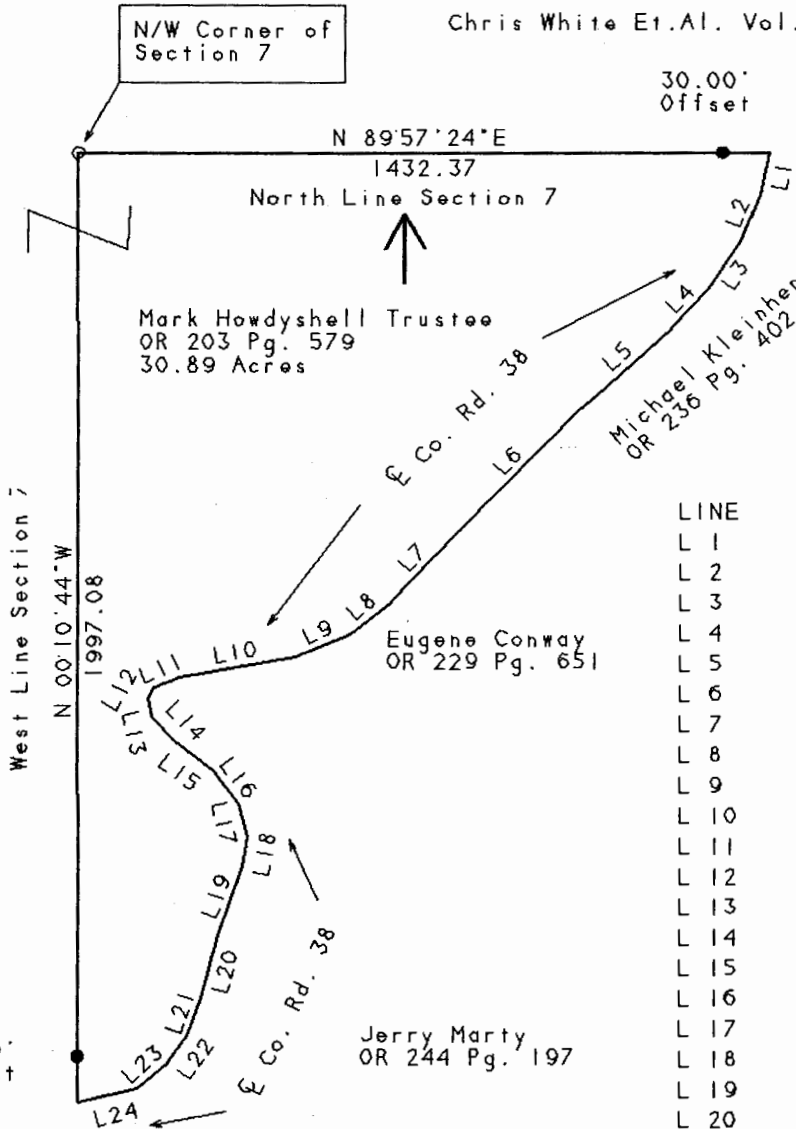 N/W Corner of
Section 7
Chris White Et.Al. Vol.
30.00'
Offset
N 89°57'24"E
1432.37
North Line Section 7
L1
L2
L3
L4
L5
L6
L7
L8
L9
L10
L11
L12
L13
L14
L15
L16
L17
L18
L19
L20
L21
L22
L23
L24
Mark Howdyshell Trustee
OR 203 Pg. 579
30.89 Acres
℄ Co. Rd. 38
Michael Kleinhen
OR 236 Pg. 402
West Line Section 7
N 00°10'44"W
1997.08
Eugene Conway
OR 229 Pg. 651
℄ Co. Rd. 38
Jerry Marty
OR 244 Pg. 197
t
LINE
L 1
L 2
L 3
L 4
L 5
L 6
L 7
L 8
L 9
L 10
L 11
L 12
L 13
L 14
L 15
L 16
L 17
L 18
L 19
L 20